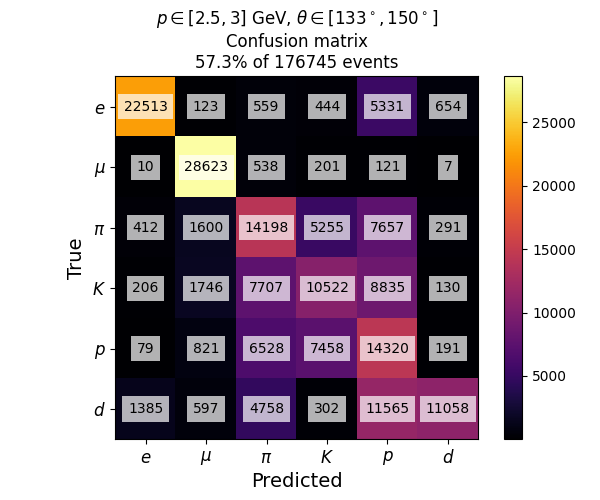 p ∈ [2.5, 3] GeV, θ ∈ [133°, 150°]
Confusion matrix
57.3% of 176745 events
e 22513 123 559 444 5331 654
μ 10 28623 538 201 121 7
π 412 1600 14198 5255 7657 291
K 206 1746 7707 10522 8835 130
p 79 821 6528 7458 14320 191
d 1385 597 4758 302 11565 11058
e μ π K p d
Predicted
True
25000
20000
15000
10000
5000